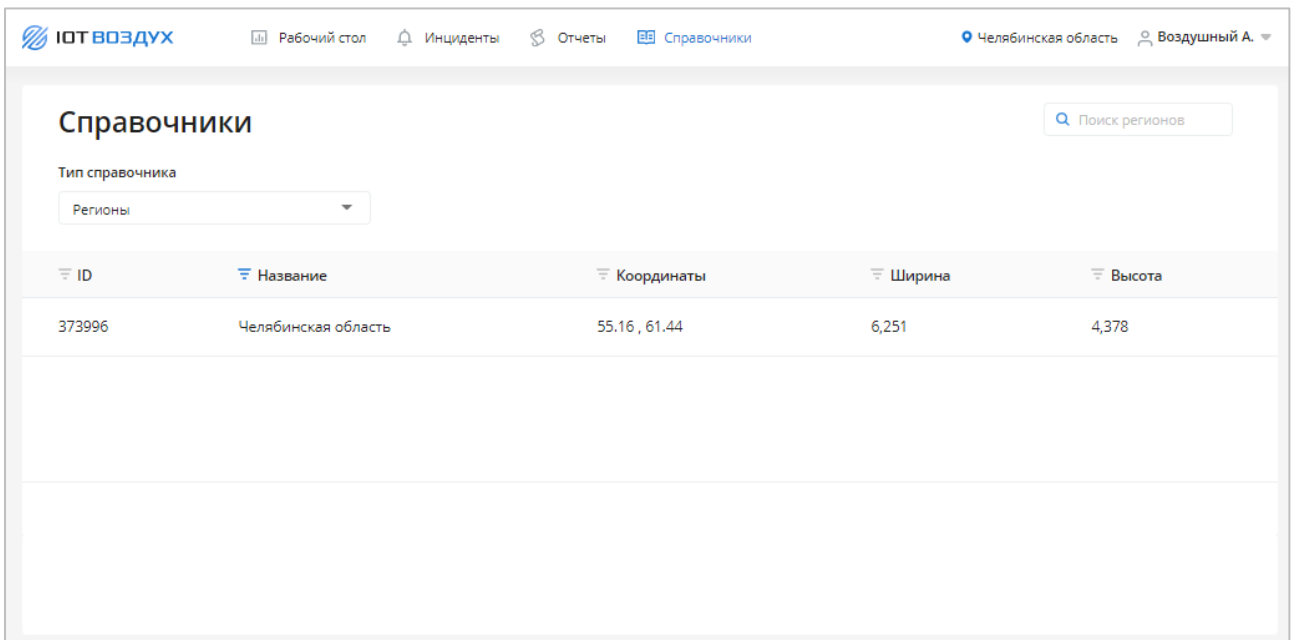 IOT ВОЗДУХ Рабочий стол Инциденты Отчеты Справочники Челябинская область Воздушный А.
Справочники Поиск регионов
Тип справочника
Регионы
ID Название Координаты Ширина Высота
373996 Челябинская область 55.16 , 61.44 6,251 4,378